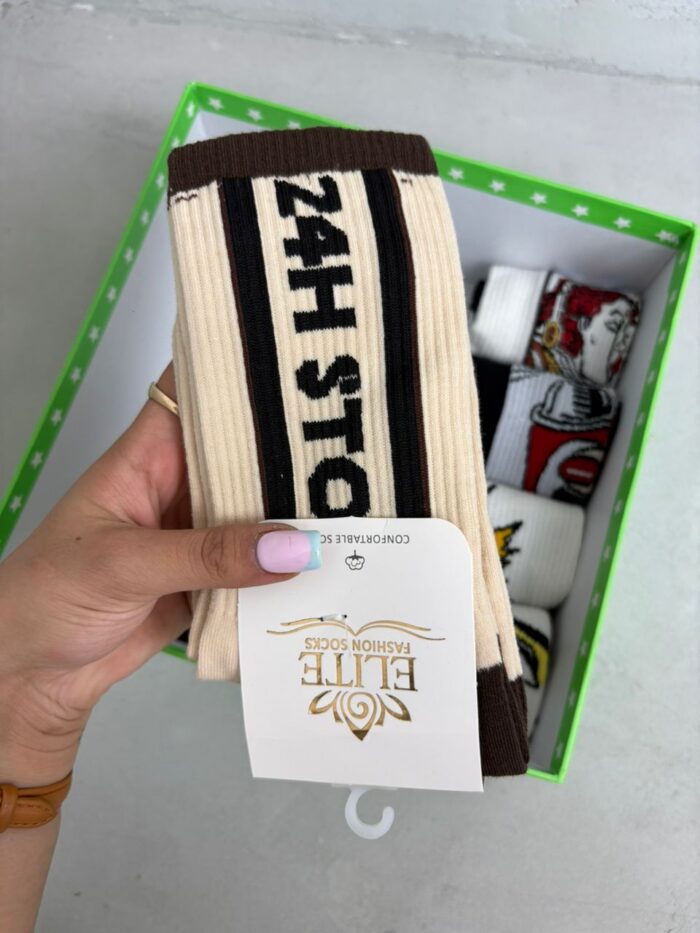 24H STO
CONFORTABLE SO
ELITE
FASHION SOCKS